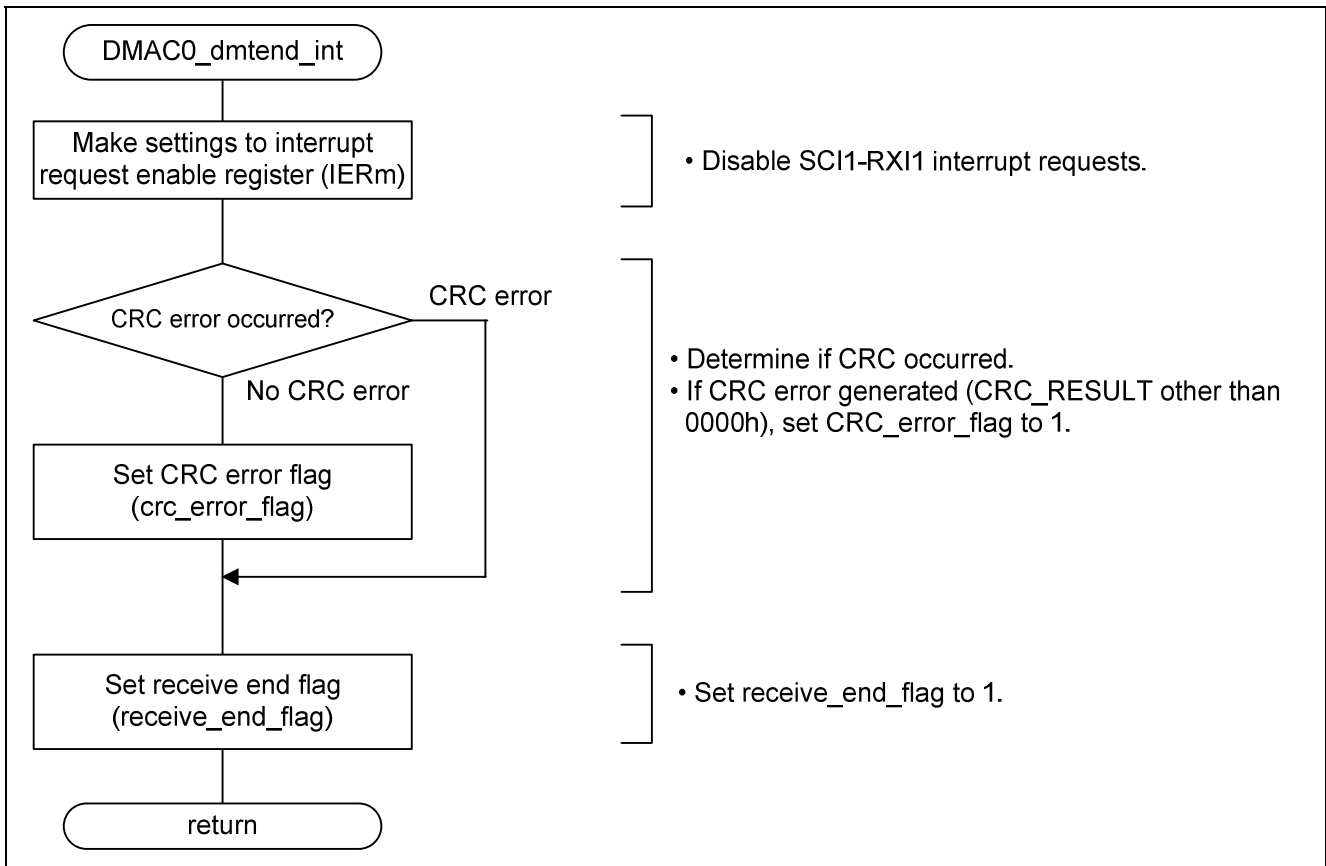 DMAC0_dmtend_int
Make settings to interrupt
request enable register (IERm)
• Disable SCI1-RXI1 interrupt requests.
CRC error occurred?
CRC error
No CRC error
• Determine if CRC occurred.
• If CRC error generated (CRC_RESULT other than
0000h), set CRC_error_flag to 1.
Set CRC error flag
(crc_error_flag)
Set receive end flag
(receive_end_flag)
• Set receive_end_flag to 1.
return